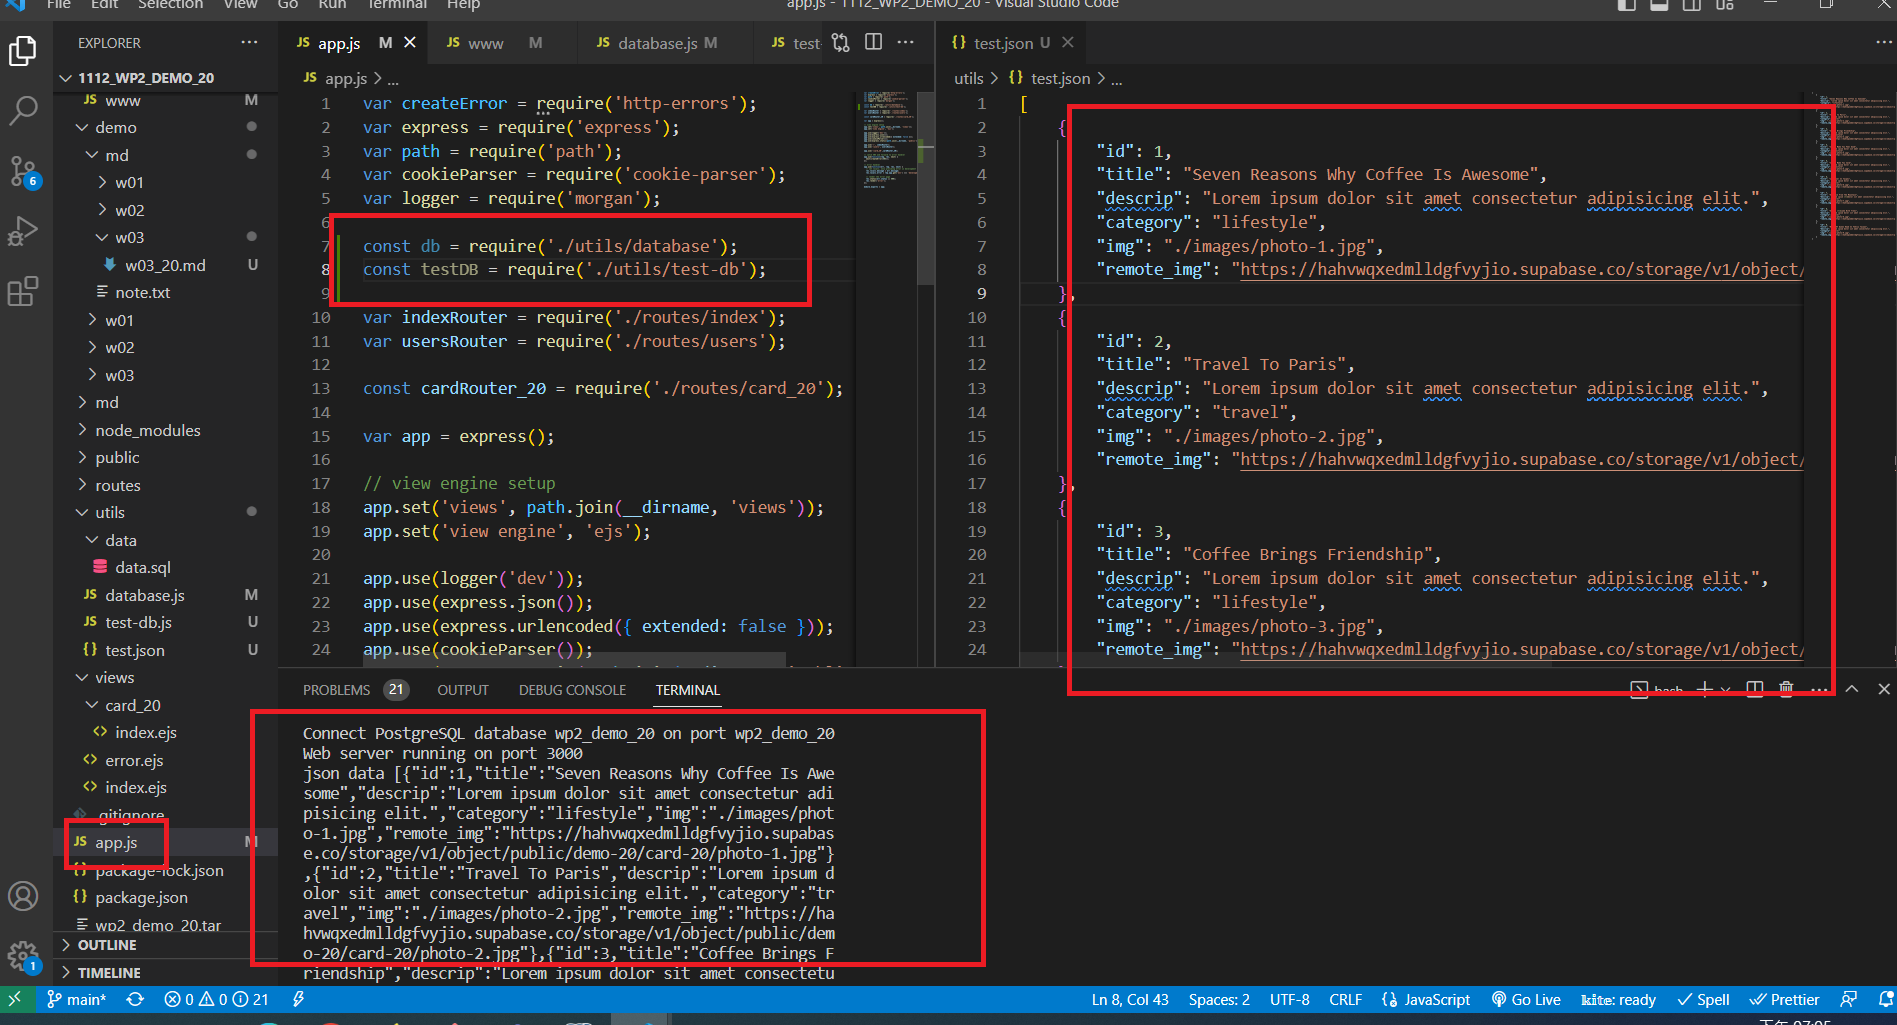 File Edit Selection View Go Run Terminal Help
app.js - 1112_WP2_DEMO_20 - Visual Studio Code
EXPLORER ...
1112_WP2_DEMO_20
JS www M
demo
md
w01
w02
w03
w03_20.md U
note.txt
w01
w02
w03
md
node_modules
public
routes
utils
data
data.sql
JS database.js M
JS test-db.js U
{} test.json U
views
card_20
<> index.ejs
<> error.ejs
<> index.ejs
.gitignore
JS app.js M
{} package-lock.json
{} package.json
wp2_demo_20.tar
OUTLINE
TIMELINE
6
1
JS app.js M
JS www M
JS database.js M
JS test-
JS app.js > ...
1 var createError = require('http-errors');
2 var express = require('express');
3 var path = require('path');
4 var cookieParser = require('cookie-parser');
5 var logger = require('morgan');
6
7 const db = require('./utils/database');
8 const testDB = require('./utils/test-db');
9
10 var indexRouter = require('./routes/index');
11 var usersRouter = require('./routes/users');
12
13 const cardRouter_20 = require('./routes/card_20');
14
15 var app = express();
16
17 // view engine setup
18 app.set('views', path.join(__dirname, 'views'));
19 app.set('view engine', 'ejs');
20
21 app.use(logger('dev'));
22 app.use(express.json());
23 app.use(express.urlencoded({ extended: false }));
24 app.use(cookieParser());
{} test.json U
utils > {} test.json > ...
1 [
2 {
3 "id": 1,
4 "title": "Seven Reasons Why Coffee Is Awesome",
5 "descrip": "Lorem ipsum dolor sit amet consectetur adipisicing elit.",
6 "category": "lifestyle",
7 "img": "./images/photo-1.jpg",
8 "remote_img": "https://hahvwqxedmlldgfvyjio.supabase.co/storage/v1/object/
9 },
10 {
11 "id": 2,
12 "title": "Travel To Paris",
13 "descrip": "Lorem ipsum dolor sit amet consectetur adipisicing elit.",
14 "category": "travel",
15 "img": "./images/photo-2.jpg",
16 "remote_img": "https://hahvwqxedmlldgfvyjio.supabase.co/storage/v1/object/
17 },
18 {
19 "id": 3,
20 "title": "Coffee Brings Friendship",
21 "descrip": "Lorem ipsum dolor sit amet consectetur adipisicing elit.",
22 "category": "lifestyle",
23 "img": "./images/photo-3.jpg",
24 "remote_img": "https://hahvwqxedmlldgfvyjio.supabase.co/storage/v1/object/
PROBLEMS 21 OUTPUT DEBUG CONSOLE TERMINAL
bash
Connect PostgreSQL database wp2_demo_20 on port wp2_demo_20
Web server running on port 3000
json data [{"id":1,"title":"Seven Reasons Why Coffee Is Awe
some","descrip":"Lorem ipsum dolor sit amet consectetur adi
pisicing elit.","category":"lifestyle","img":"./images/phot
o-1.jpg","remote_img":"https://hahvwqxedmlldgfvyjio.supabas
e.co/storage/v1/object/public/demo-20/card-20/photo-1.jpg"}
,{"id":2,"title":"Travel To Paris","descrip":"Lorem ipsum d
olor sit amet consectetur adipisicing elit.","category":"tr
avel","img":"./images/photo-2.jpg","remote_img":"https://ha
hvwqxedmlldgfvyjio.supabase.co/storage/v1/object/public/dem
o-20/card-20/photo-2.jpg"},{"id":3,"title":"Coffee Brings F
riendship","descrip":"Lorem ipsum dolor sit amet consectetu
main* 0 0 21 Ln 8, Col 43 Spaces: 2 UTF-8 CRLF {} JavaScript Go Live kite: ready Spell Prettier